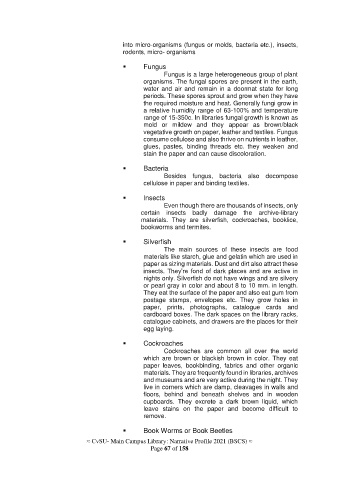 into micro-organisms (fungus or molds, bacteria etc.), insects,
rodents, micro- organisms
▪ Fungus
Fungus is a large heterogeneous group of plant
organisms. The fungal spores are present in the earth,
water and air and remain in a doormat state for long
periods. These spores sprout and grow when they have
the required moisture and heat. Generally fungi grow in
a relative humidity range of 63-100% and temperature
range of 15-350c. In libraries fungal growth is known as
mold or mildew and they appear as brown/black
vegetative growth on paper, leather and textiles. Fungus
consume cellulose and also thrive on nutrients in leather,
glues, pastes, binding threads etc. they weaken and
stain the paper and can cause discoloration.
▪ Bacteria
Besides fungus, bacteria also decompose
cellulose in paper and binding textiles.
▪ Insects
Even though there are thousands of insects, only
certain insects badly damage the archive-library
materials. They are silverfish, cockroaches, booklice,
bookworms and termites.
▪ Silverfish
The main sources of these insects are food
materials like starch, glue and gelatin which are used in
paper as sizing materials. Dust and dirt also attract these
insects. They're fond of dark places and are active in
nights only. Silverfish do not have wings and are silvery
or pearl gray in color and about 8 to 10 mm. in length.
They eat the surface of the paper and also eat gum from
postage stamps, envelopes etc. They grow holes in
paper, prints, photographs, catalogue cards and
cardboard boxes. The dark spaces on the library racks,
catalogue cabinets, and drawers are the places for their
egg laying.
▪ Cockroaches
Cockroaches are common all over the world
which are brown or blackish brown in color. They eat
paper leaves, bookbinding, fabrics and other organic
materials. They are frequently found in libraries, archives
and museums and are very active during the night. They
live in corners which are damp, cleavages in walls and
floors, behind and beneath shelves and in wooden
cupboards. They excrete a dark brown liquid, which
leave stains on the paper and become difficult to
remove.
▪ Book Worms or Book Beetles
= CvSU- Main Campus Library: Narrative Profile 2021 (BSCS) =
Page 67 of 158